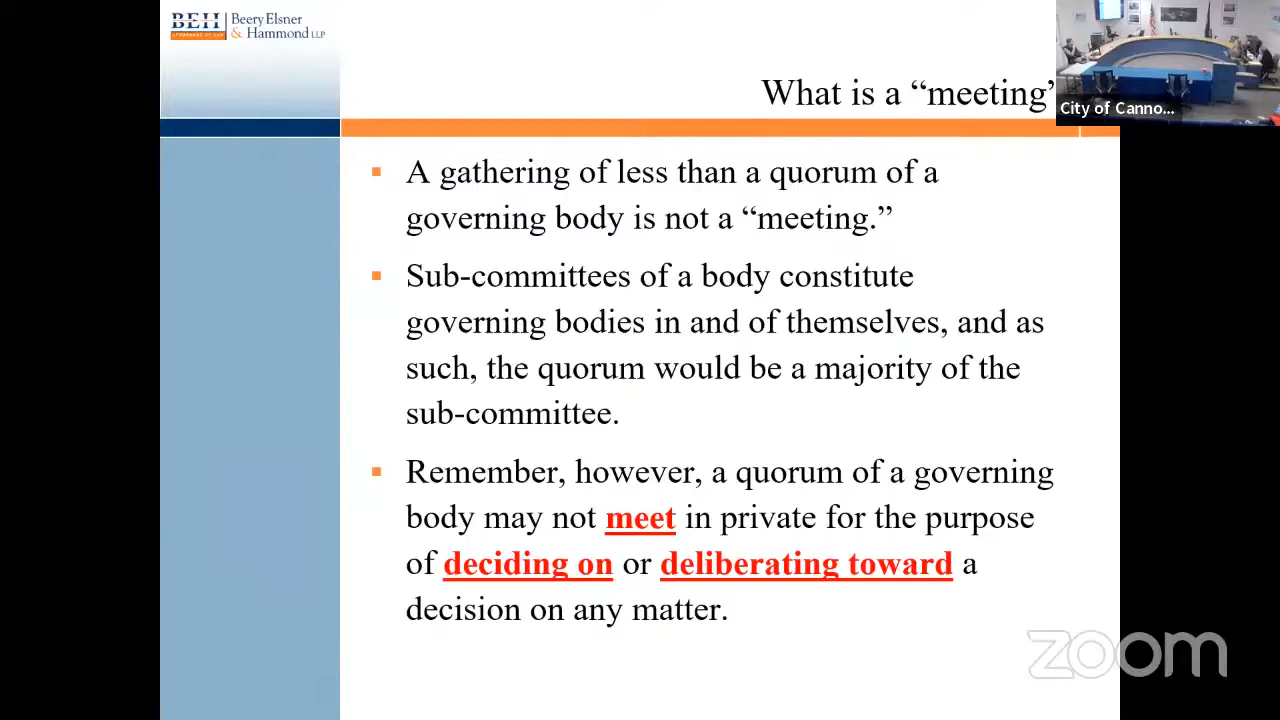 BEH
ATTORNEYS AT LAW
Beery Elsner
& Hammond LLP
What is a “meeting”
City of Canno...
A gathering of less than a quorum of a
governing body is not a “meeting.”
Sub-committees of a body constitute
governing bodies in and of themselves, and as
such, the quorum would be a majority of the
sub-committee.
Remember, however, a quorum of a governing
body may not meet in private for the purpose
of deciding on or deliberating toward a
decision on any matter.
zoom